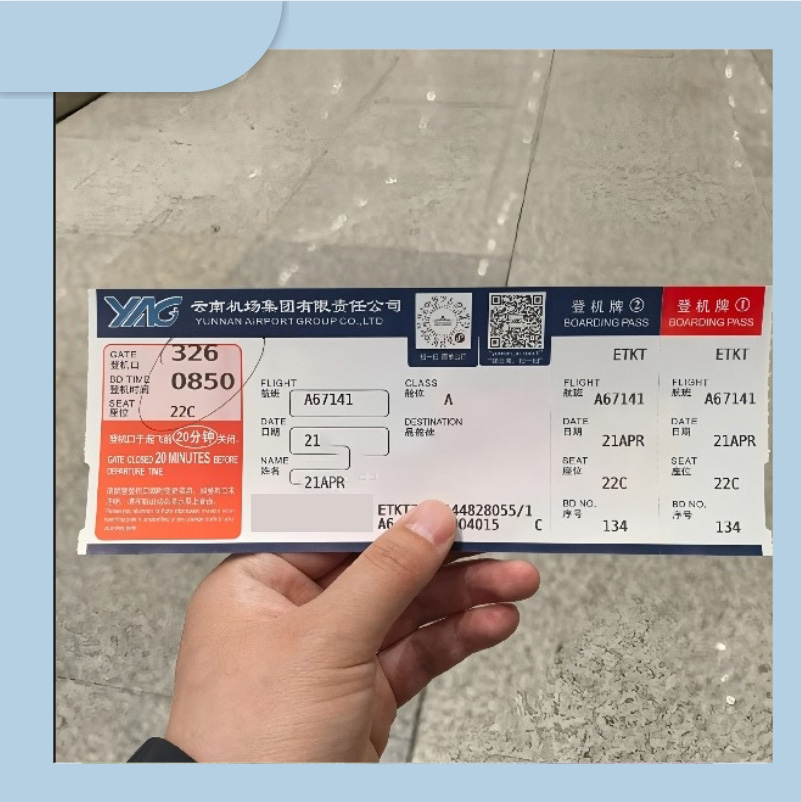 YAG 云南机场集团有限责任公司
YUNNAN AIRPORT GROUP CO.,LTD
登机牌② 登机牌①
BOARDING PASS BOARDING PASS
GATE
登机口
326
BD TIME
登机时间
0850
SEAT
座位
22C
登机口于起飞前20分钟关闭
GATE CLOSED 20 MINUTES BEFORE
DEPARTURE TIME
FLIGHT
航班
A67141
DATE
日期
21
NAME
姓名
21APR
CLASS
舱位
A
DESTINATION
ETKT 44828055/1
A6 04015 C
ETKT
FLIGHT
航班
A67141
DATE
日期
21APR
SEAT
座位
22C
BD NO.
序号
134
ETKT
FLIGHT
航班
A67141
DATE
日期
21APR
SEAT
座位
22C
BD NO.
序号
134